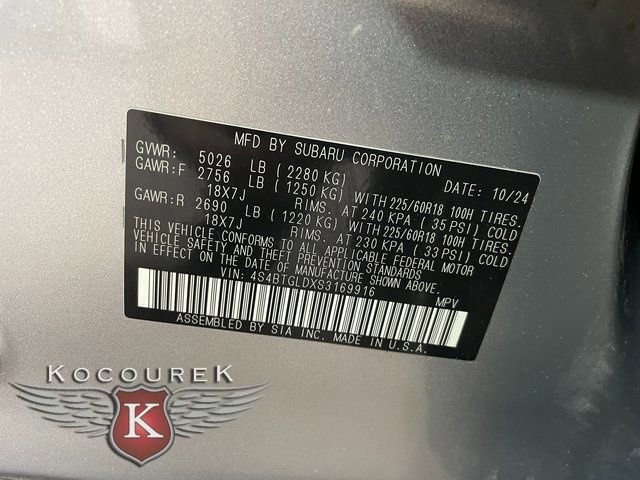 MFD BY SUBARU CORPORATION
GVWR: 5026 LB (2280 KG) DATE: 10/24
GAWR:F 2756 LB (1250 KG) WITH 225/60R18 100H TIRES,
18X7J RIMS, AT 240 KPA (35 PSI) COLD
GAWR:R 2690 LB (1220 KG) WITH 225/60R18 100H TIRES,
18X7J RIMS, AT 230 KPA (33 PSI) COLD
THIS VEHICLE CONFORMS TO ALL APPLICABLE FEDERAL MOTOR
VEHICLE SAFETY AND THEFT PREVENTION STANDARDS
IN EFFECT ON THE DATE OF MANUFACTURE SHOWN ABOVE.
VIN: 4S4BTGLDXS3169916 MPV
ASSEMBLED BY SIA INC. MADE IN U.S.A.
KOCOUREK
K